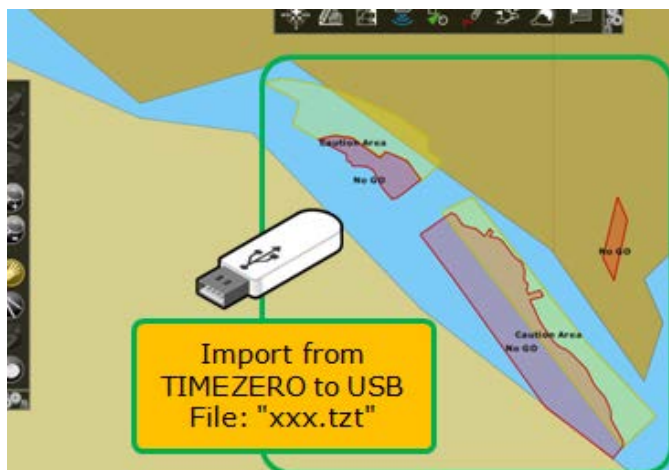 Caution Area
No GO
No GO
Caution Area
No GO
Import from
TIMEZERO to USB
File: "xxx.tzt"